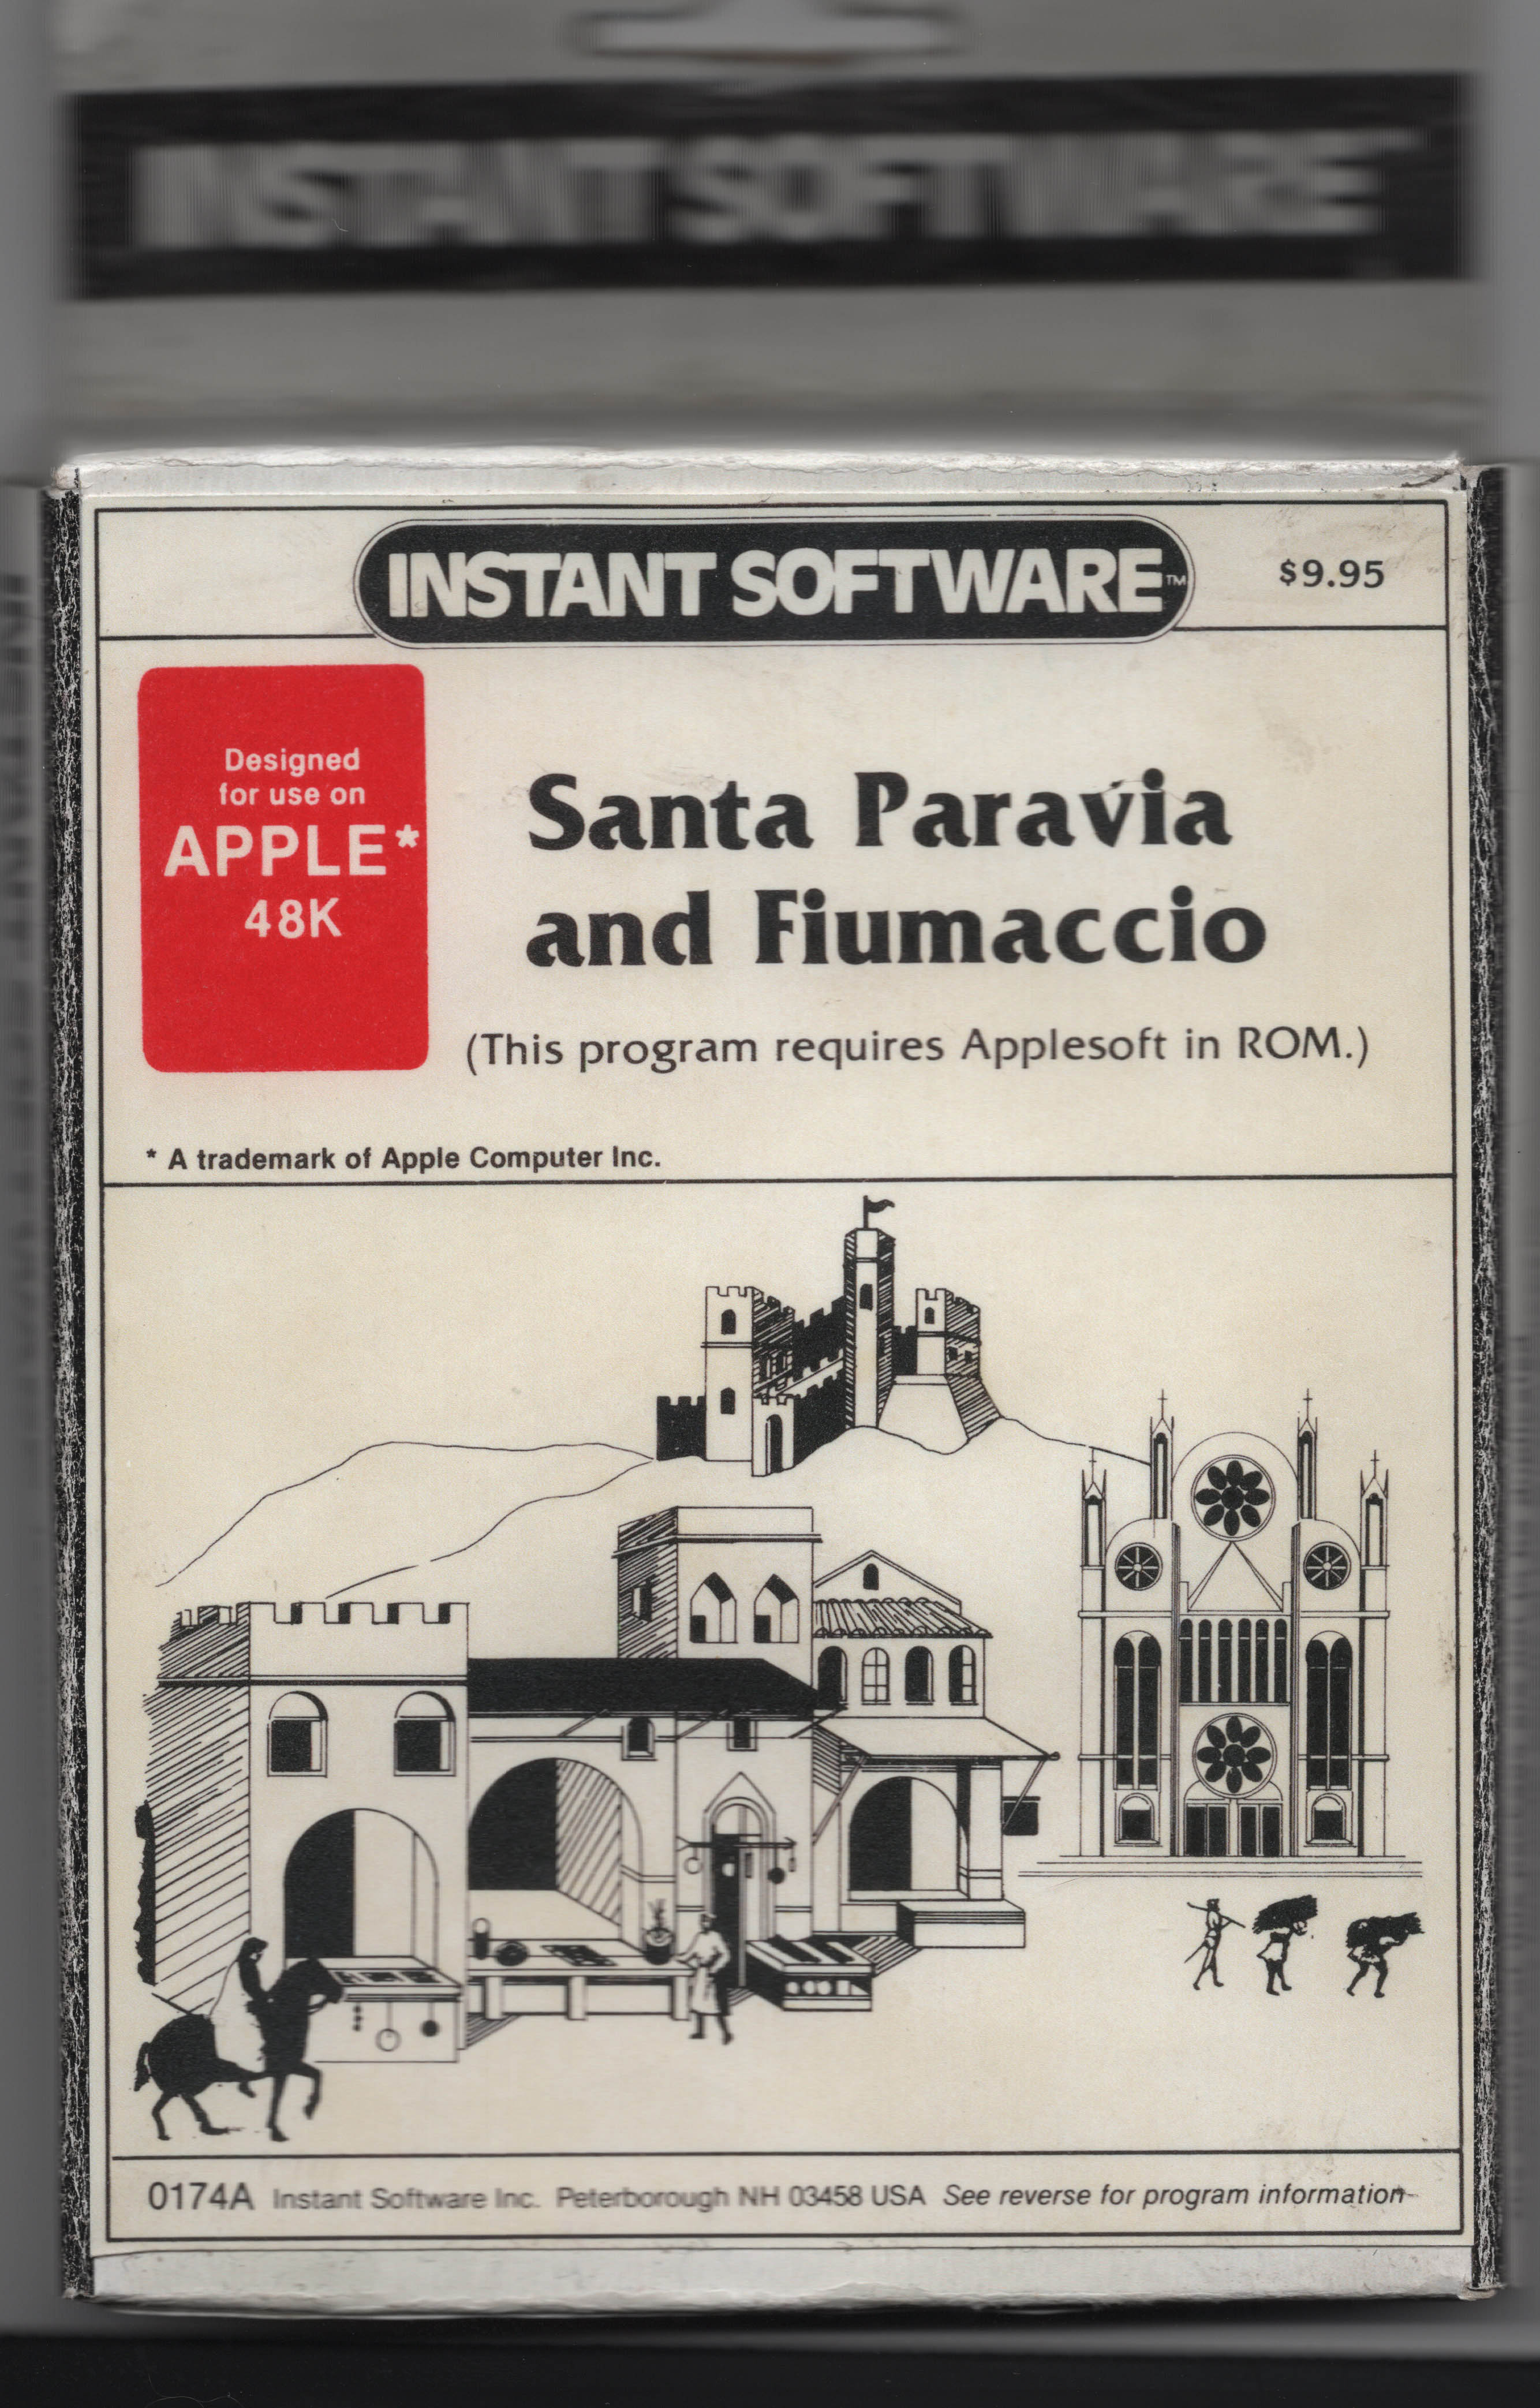 INSTANT SOFTWARE
INSTANT SOFTWARE™
$9.95
Designed
for use on
APPLE*
48K
Santa Paravia
and Fiumaccio
(This program requires Applesoft in ROM.)
* A trademark of Apple Computer Inc.
0174A Instant Software Inc. Peterborough NH 03458 USA See reverse for program information